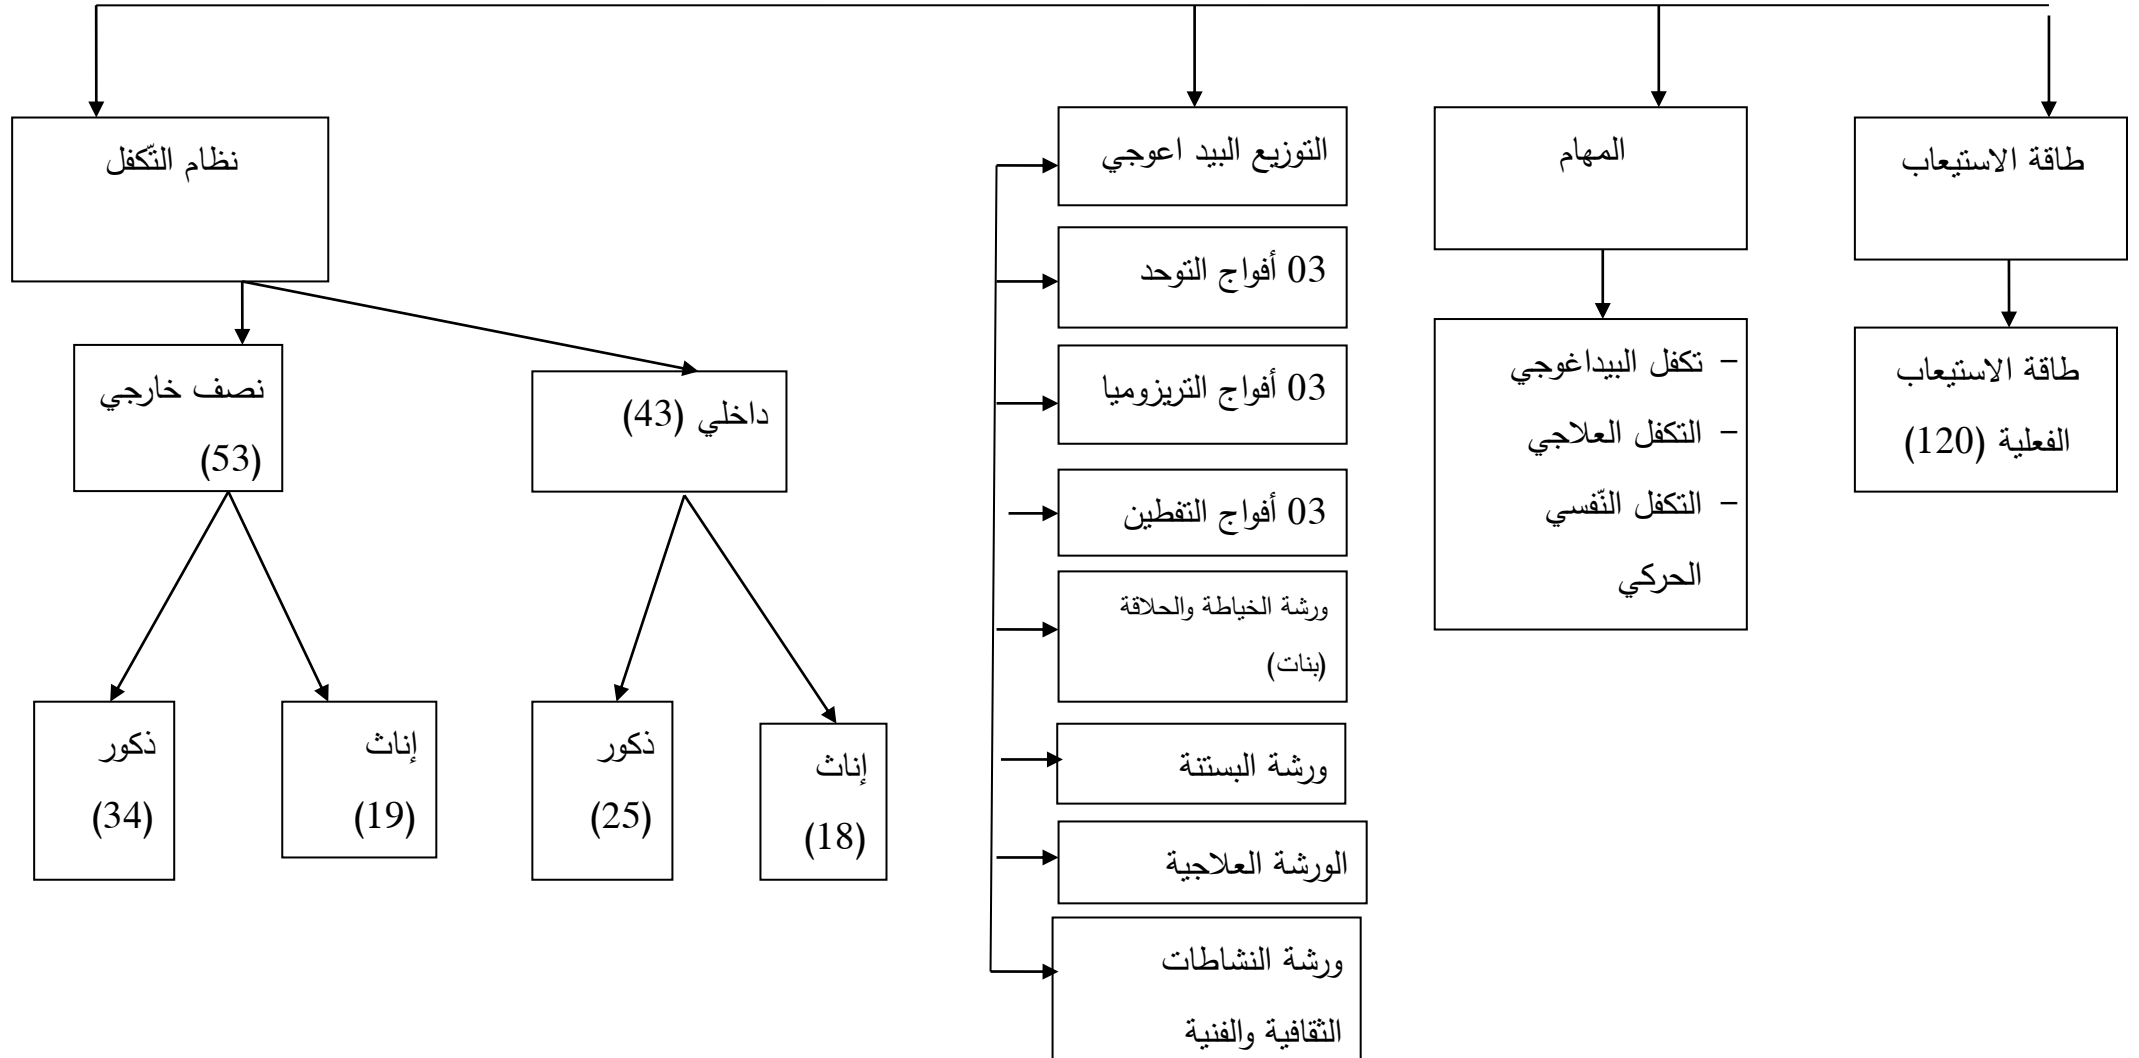 طاقة الاستيعاب
طاقة الاستيعاب
الفعلية (120)
المهام
– تكفل البيداغوجي
– التكفل العلاجي
– التكفل النّفسي
الحركي
التوزيع البيد اعوجي
03 أفواج التوحد
03 أفواج التريزوميا
03 أفواج التفطين
ورشة الخياطة والحلاقة
(بنات)
ورشة البستنة
الورشة العلاجية
ورشة النشاطات
الثقافية والفنية
نظام التّكفل
داخلي (43)
إناث
(18)
ذكور
(25)
نصف خارجي
(53)
إناث
(19)
ذكور
(34)